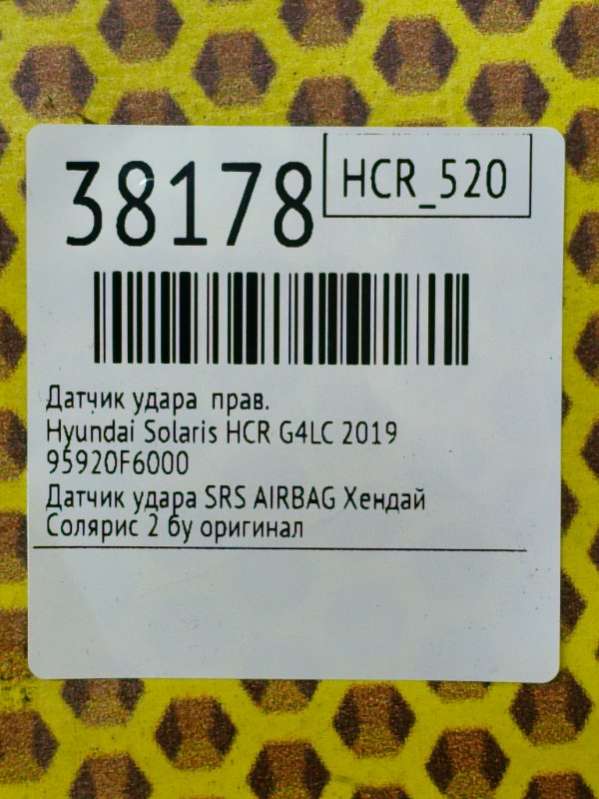 38178
HCR_520
Датчик удара прав.
Hyundai Solaris HCR G4LC 2019
95920F6000
Датчик удара SRS AIRBAG Хендай
Солярис 2 бу оригинал